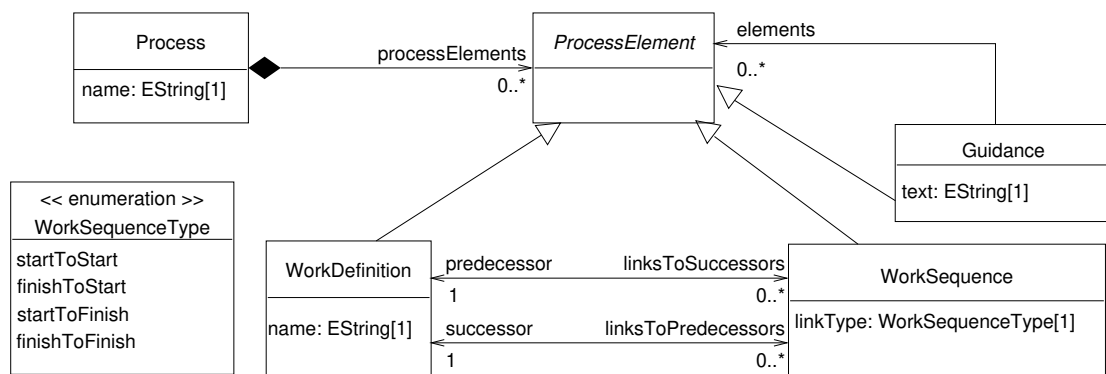 Process
name: EString[1]
processElements
0..*
ProcessElement
elements
0..*
Guidance
text: EString[1]
<< enumeration >>
WorkSequenceType
startToStart
finishToStart
startToFinish
finishToFinish
WorkDefinition
name: EString[1]
predecessor
1
linksToSuccessors
0..*
successor
1
linksToPredecessors
0..*
WorkSequence
linkType: WorkSequenceType[1]